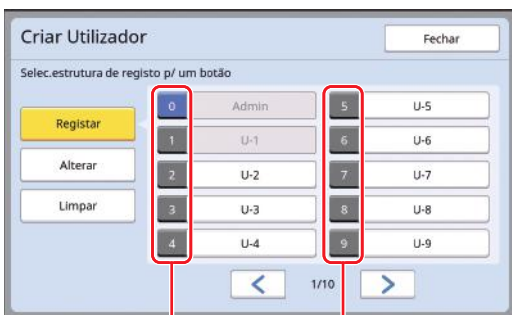 Criar Utilizador
Fechar
Selec.estrutura de registo p/ um botão
Registar
Alterar
Limpar
0 Admin
1 U-1
2 U-2
3 U-3
4 U-4
5 U-5
6 U-6
7 U-7
8 U-8
9 U-9
1/10